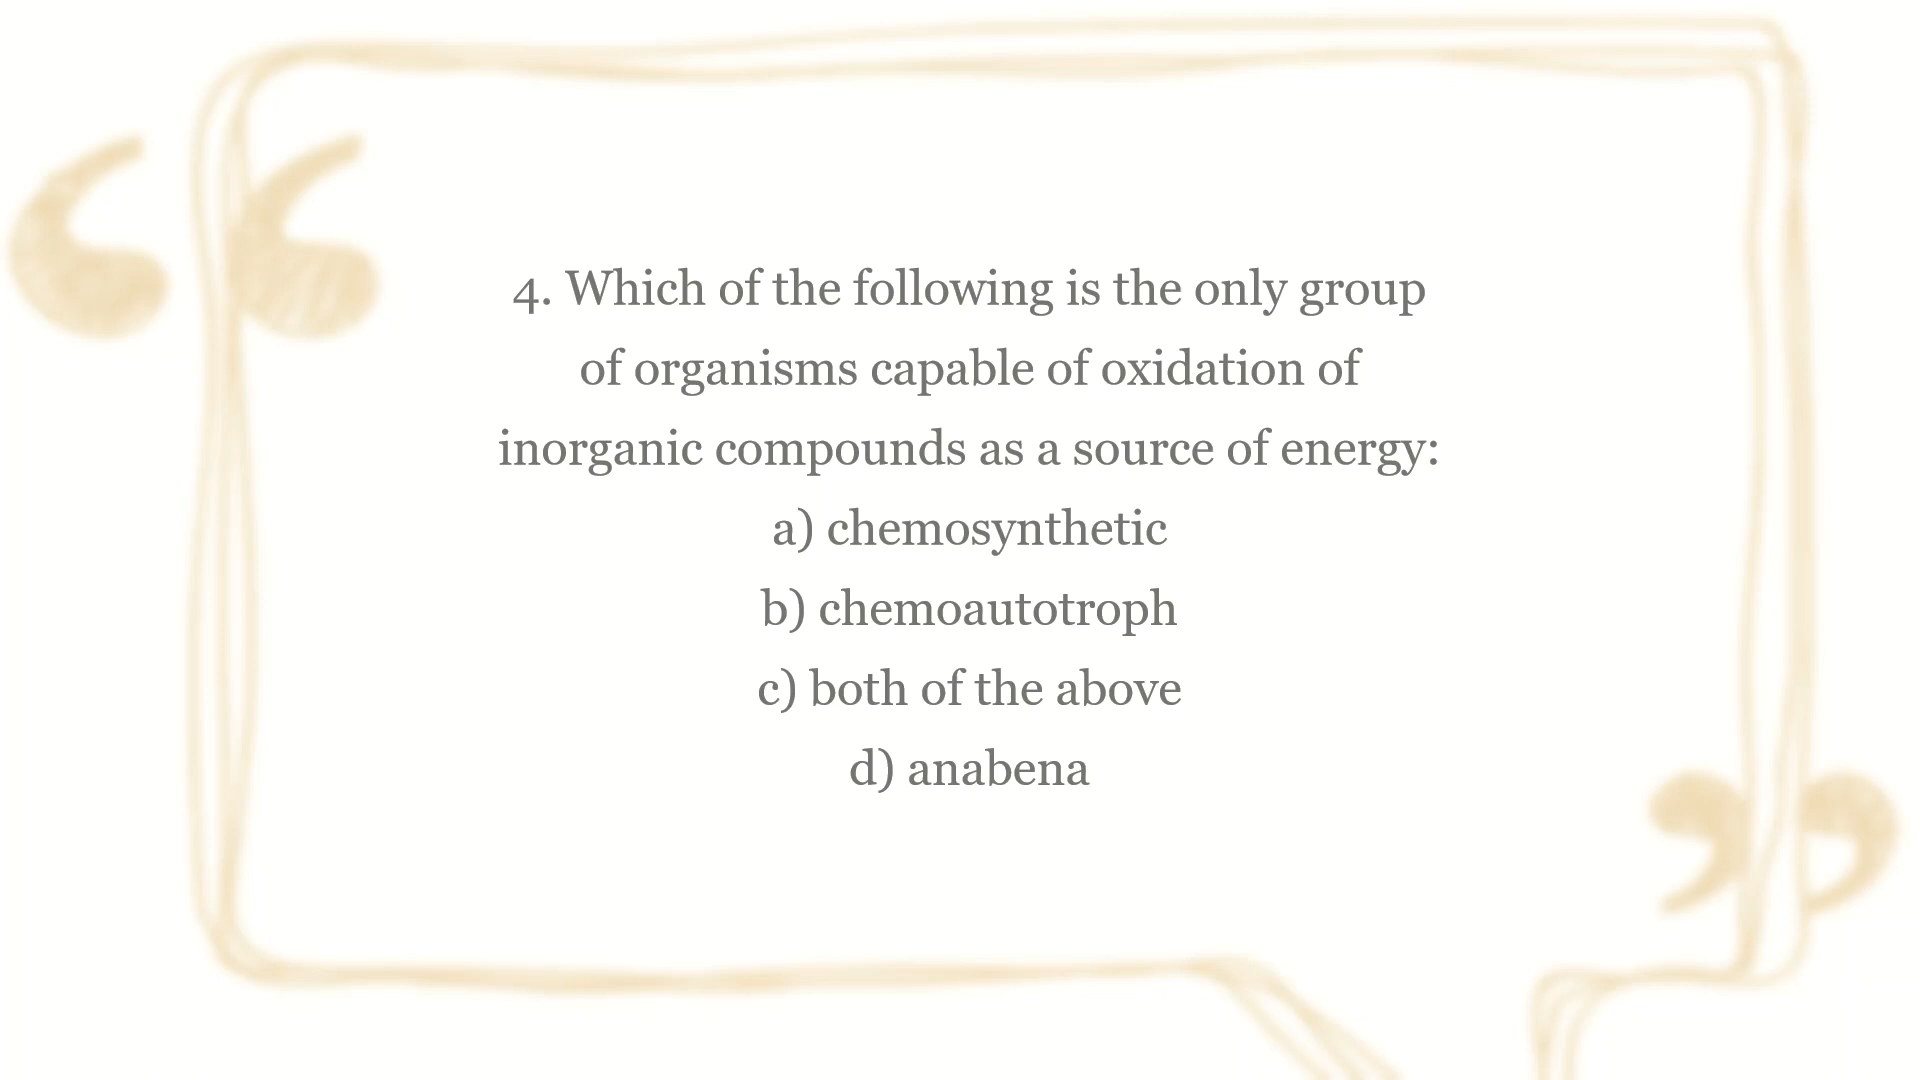 4. Which of the following is the only group
of organisms capable of oxidation of
inorganic compounds as a source of energy:
a) chemosynthetic
b) chemoautotroph
c) both of the above
d) anabena